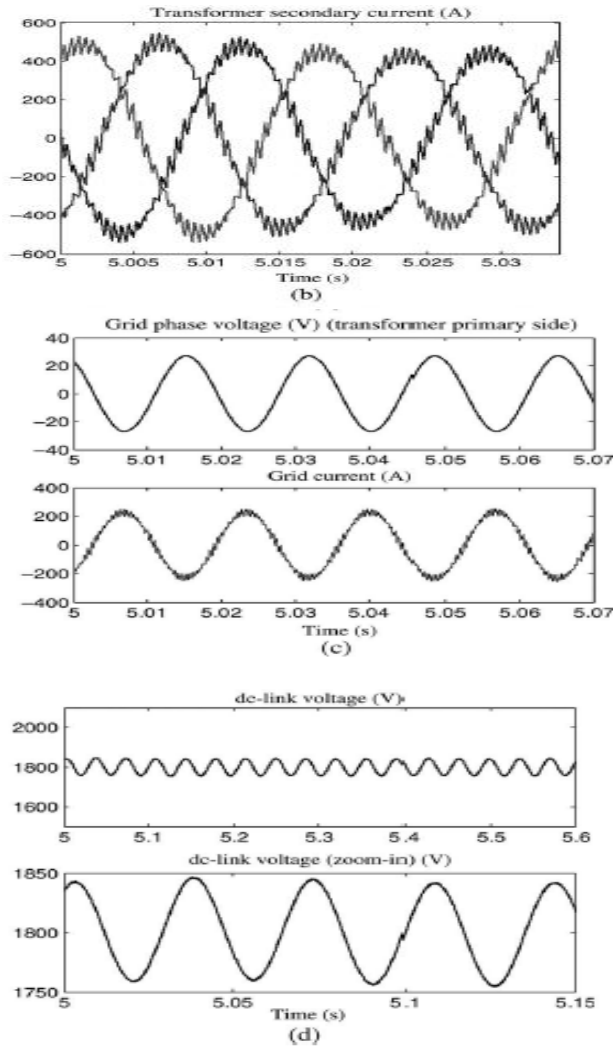 Transformer secondary current (A)
600
400
200
0
−200
−400
−600
5 5.005 5.01 5.015 5.02 5.025 5.03
Time (s)
(b)
Grid phase voltage (V) (transformer primary side)
40
20
0
−20
−40
5 5.01 5.02 5.03 5.04 5.05 5.06 5.07
Grid current (A)
400
200
0
−200
−400
5 5.01 5.02 5.03 5.04 5.05 5.06 5.07
Time (s)
(c)
dc-link voltage (V)
2000
1800
1600
5 5.1 5.2 5.3 5.4 5.5 5.6
dc-link voltage (zoom-in) (V)
1850
1800
1750
5 5.05 5.1 5.15
Time (s)
(d)